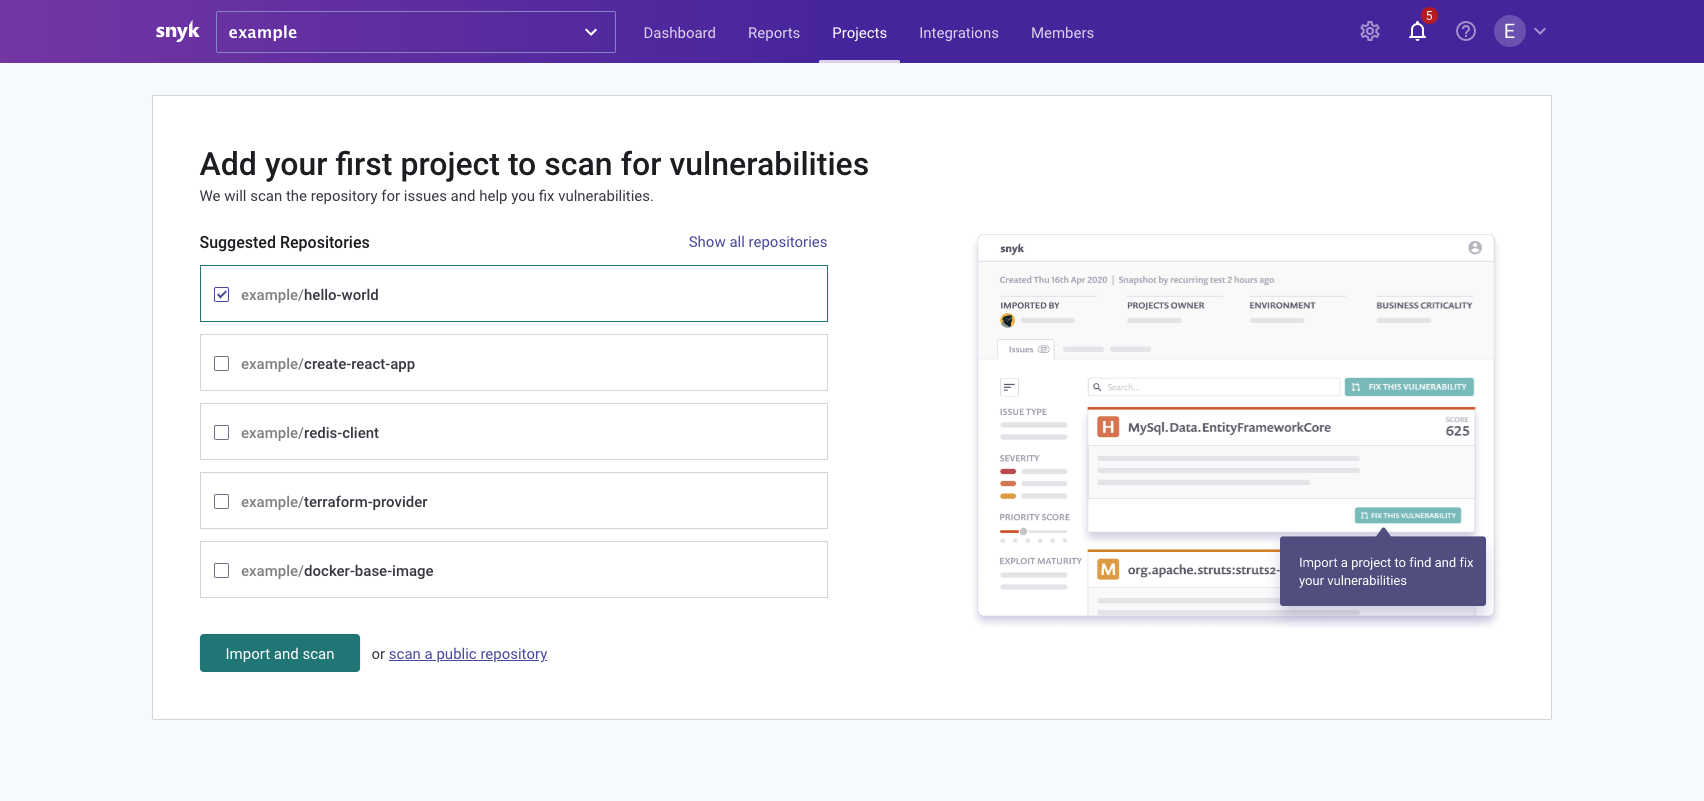 snyk
example
Dashboard
Reports
Projects
Integrations
Members
5
E
Add your first project to scan for vulnerabilities
We will scan the repository for issues and help you fix vulnerabilities.
Suggested Repositories
Show all repositories
example/hello-world
example/create-react-app
example/redis-client
example/terraform-provider
example/docker-base-image
Import and scan
or scan a public repository
snyk
Created Thu 16th Apr 2020 | Snapshot by recurring test 2 hours ago
IMPORTED BY
PROJECTS OWNER
ENVIRONMENT
BUSINESS CRITICALITY
Issues
Search...
FIX THIS VULNERABILITY
ISSUE TYPE
SEVERITY
PRIORITY SCORE
EXPLOIT MATURITY
H
MySql.Data.EntityFrameworkCore
SCORE
625
FIX THIS VULNERABILITY
M
org.apache.struts:struts2-
Import a project to find and fix
your vulnerabilities